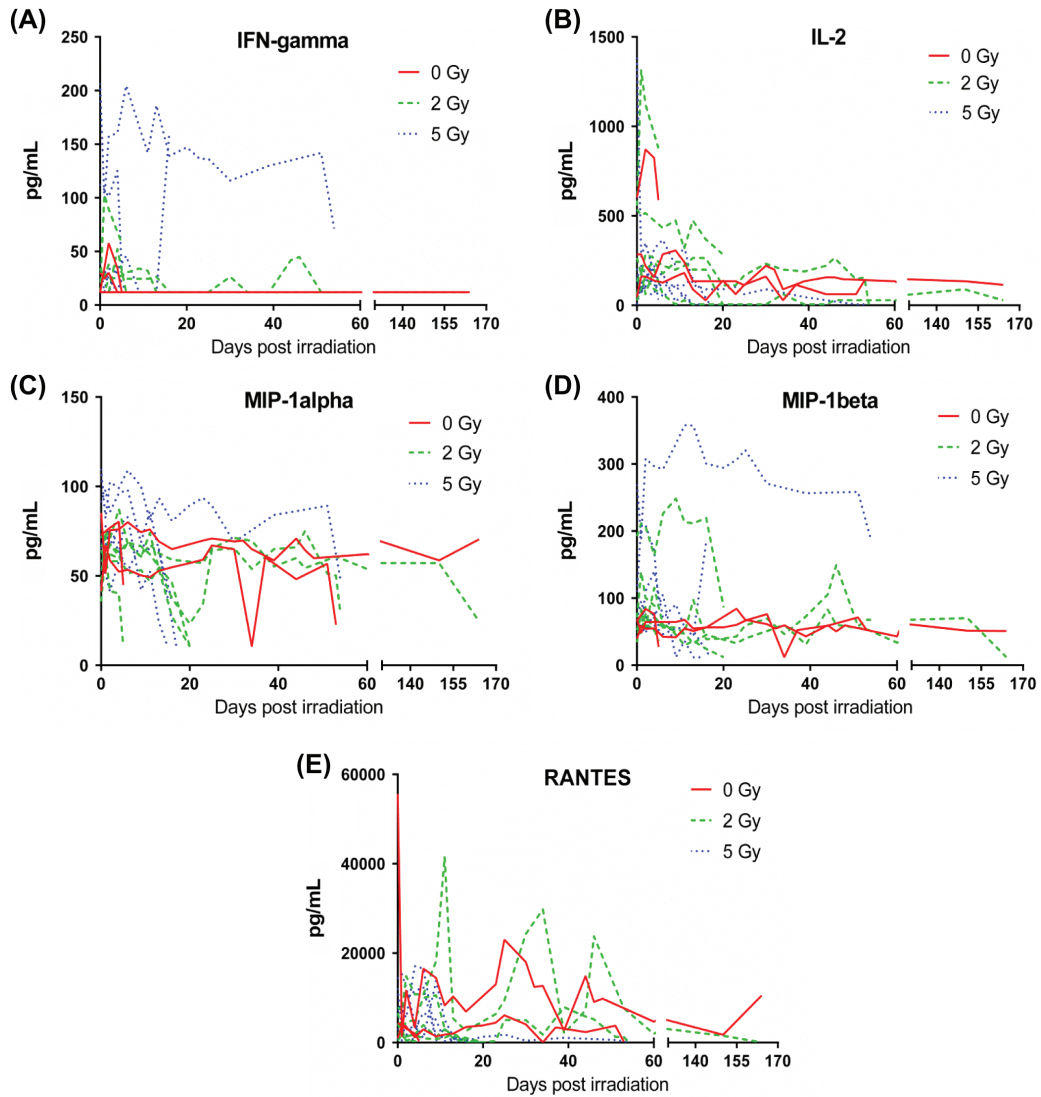 (A)
IFN-gamma
250
200
150
100
50
0
pg/mL
0 Gy
2 Gy
5 Gy
0 20 40 60 140 155 170
Days post irradiation
(B)
IL-2
1500
1000
500
0
pg/mL
0 Gy
2 Gy
5 Gy
0 20 40 60 140 155 170
Days post irradiation
(C)
MIP-1alpha
150
100
50
0
pg/mL
0 Gy
2 Gy
5 Gy
0 20 40 60 140 155 170
Days post irradiation
(D)
MIP-1beta
400
300
200
100
0
pg/mL
0 Gy
2 Gy
5 Gy
0 20 40 60 140 155 170
Days post irradiation
(E)
RANTES
60000
40000
20000
0
pg/mL
0 Gy
2 Gy
5 Gy
0 20 40 60 140 155 170
Days post irradiation